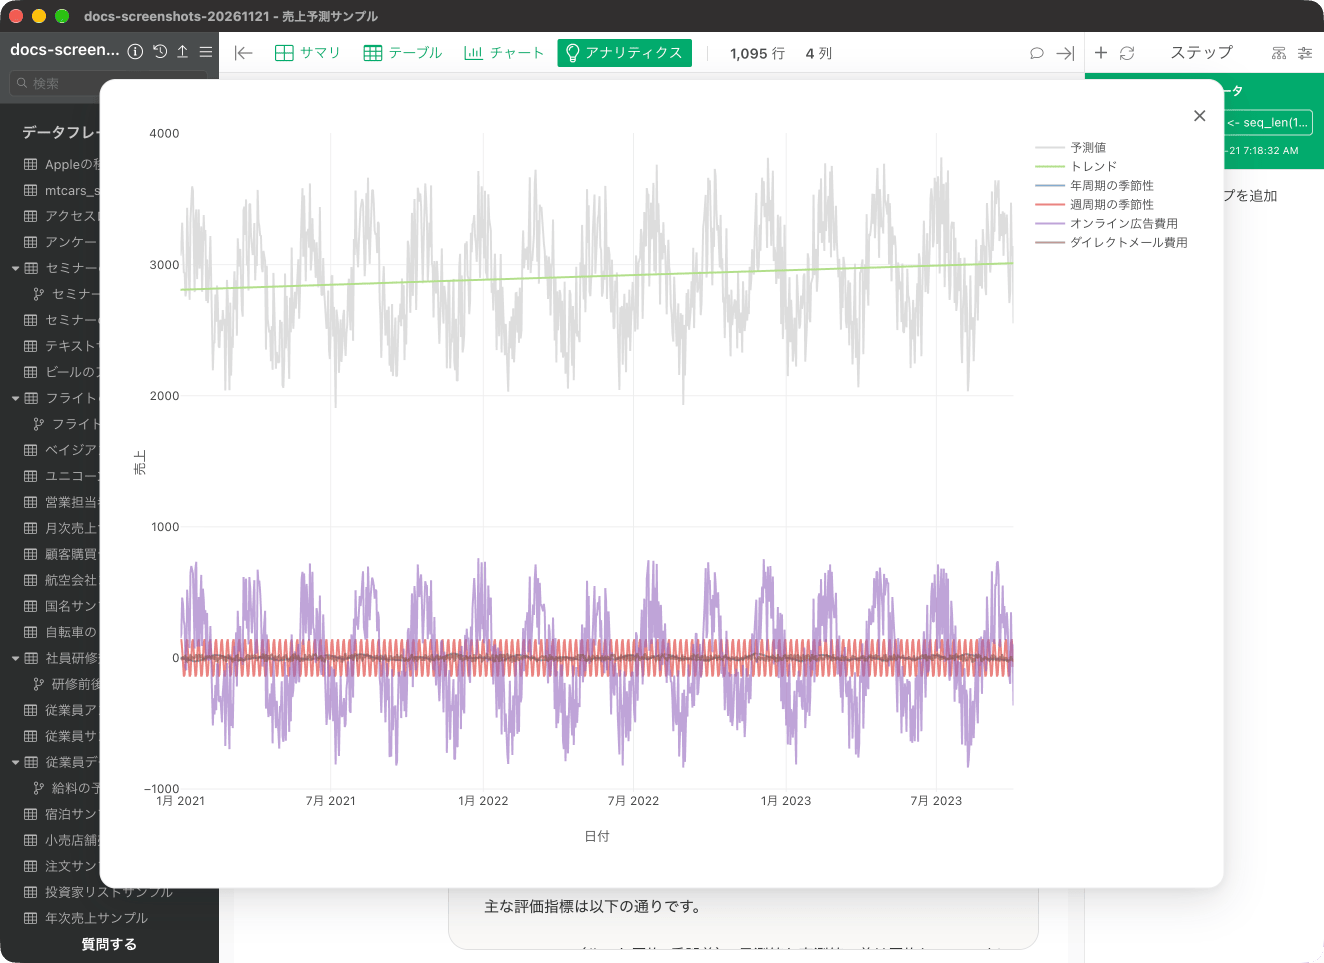 docs-screenshots-20261121 - 売上予測サンプル
docs-screen...
サマリ
テーブル
チャート
アナリティクス
1,095 行
4 列
ステップ
検索
データフレー
Appleの
mtcars_s
アクセス
アンケー
セミナー
セミナー
セミナー
テキスト
ビールの
フライト
フライト
ベイジア
ユニコー
営業担当
月次売上
顧客購買
航空会社
国名サン
自転車の
社員研修
研修前後
従業員ア
従業員サ
従業員デ
給料の予
宿泊サン
小売店舗
注文サン
投資家リストサンプル
年次売上サンプル
質問する
ータ
<- seq_len(1...
-21 7:18:32 AM
プを追加
4000
3000
2000
1000
0
−1000
売上
1月 2021
7月 2021
1月 2022
7月 2022
1月 2023
7月 2023
日付
予測値
トレンド
年周期の季節性
週周期の季節性
オンライン広告費用
ダイレクトメール費用
主な評価指標は以下の通りです。